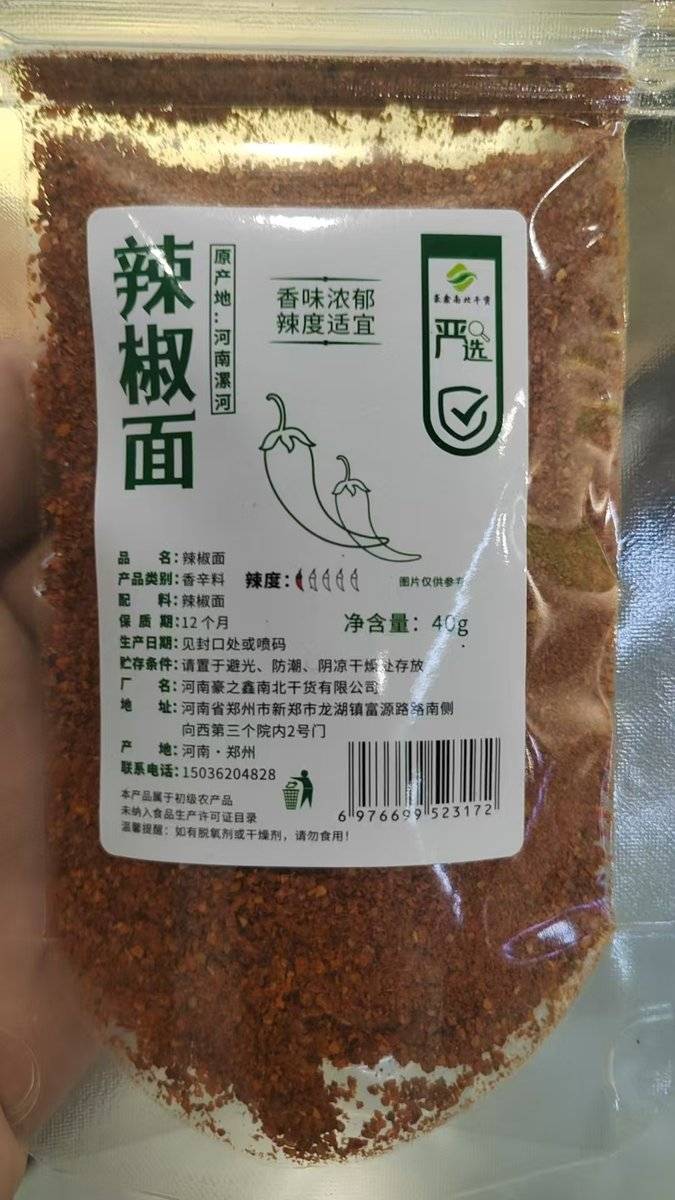 辣椒面
原产地：河南漯河
香味浓郁
辣度适宜
豪鑫南北干货
严选
品 名：辣椒面
产品类别：香辛料
辣度：
图片仅供参考
配 料：辣椒面
保 质 期：12个月
净含量：40g
生产日期：见封口处或喷码
贮存条件：请置于避光、防潮、阴凉干燥处存放
厂 名：河南豪之鑫南北干货有限公司
地 址：河南省郑州市新郑市龙湖镇富源路路南侧
向西第三个院内2号门
产 地：河南·郑州
联系电话：15036204828
本产品属于初级农产品
未纳入食品生产许可证目录
温馨提醒：如有脱氧剂或干燥剂，请勿食用！
6 976699 523172